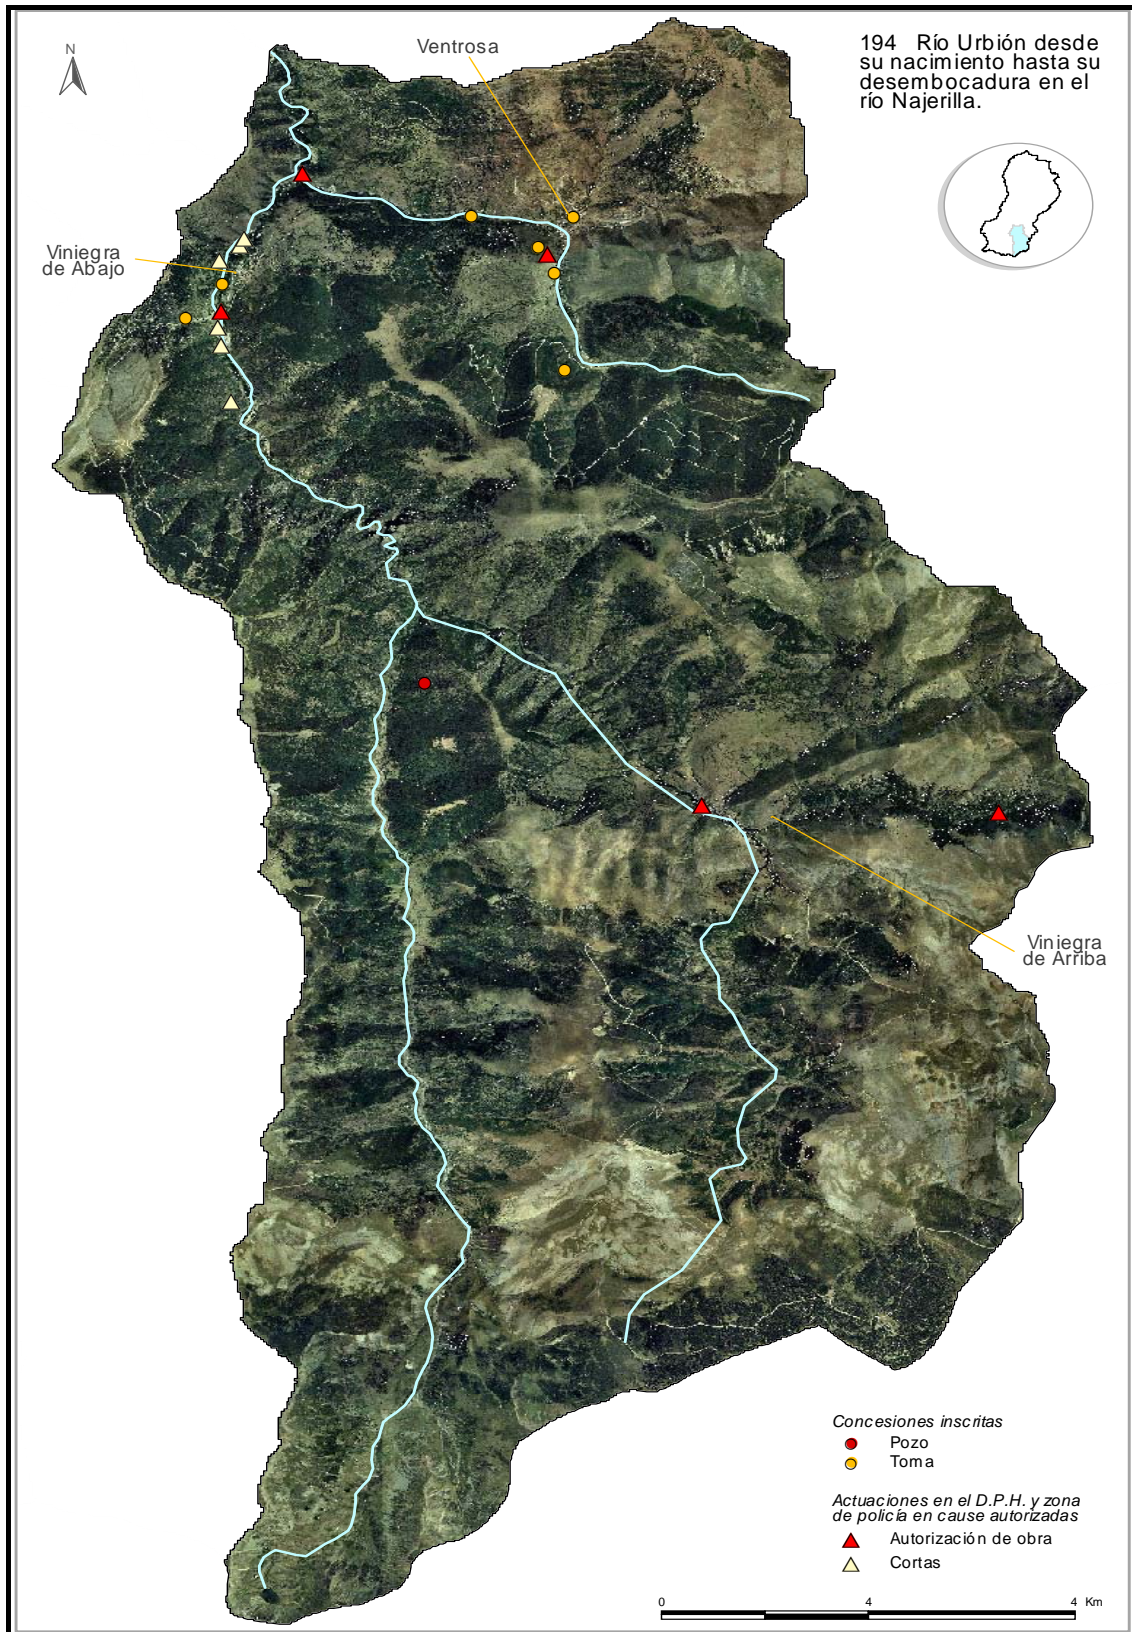 N
Ventrosa
194 Río Urbión desde
su nacimiento hasta su
desembocadura en el
río Najerilla.
Viniegra
de Abajo
Viniegra
de Arriba
Concesiones inscritas
Pozo
Toma
Actuaciones en el D.P.H. y zona
de policía en cause autorizadas
Autorización de obra
Cortas
0 4 4 Km